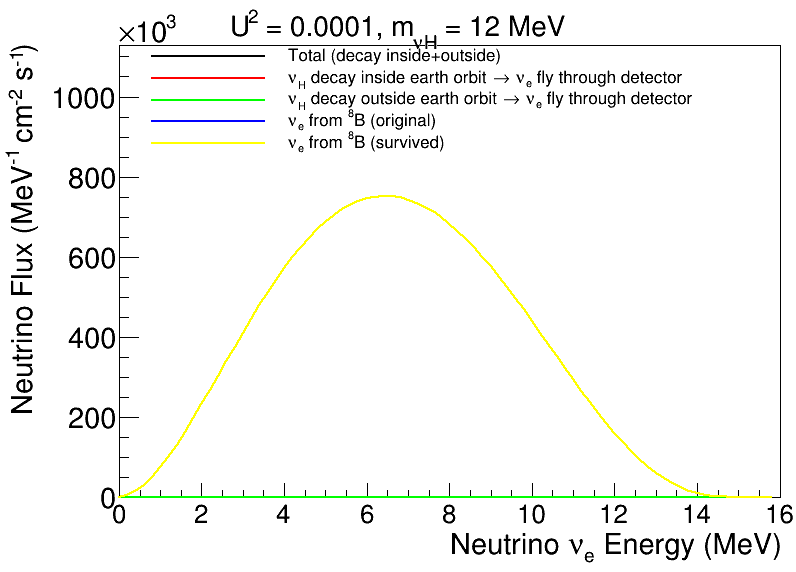 ×10³ U² = 0.0001, m_νH = 12 MeV
Total (decay inside+outside)
ν_H decay inside earth orbit → ν_e fly through detector
ν_H decay outside earth orbit → ν_e fly through detector
ν_e from ⁸B (original)
ν_e from ⁸B (survived)
Neutrino Flux (MeV⁻¹ cm⁻² s⁻¹)
1000
800
600
400
200
0
0 2 4 6 8 10 12 14 16
Neutrino ν_e Energy (MeV)